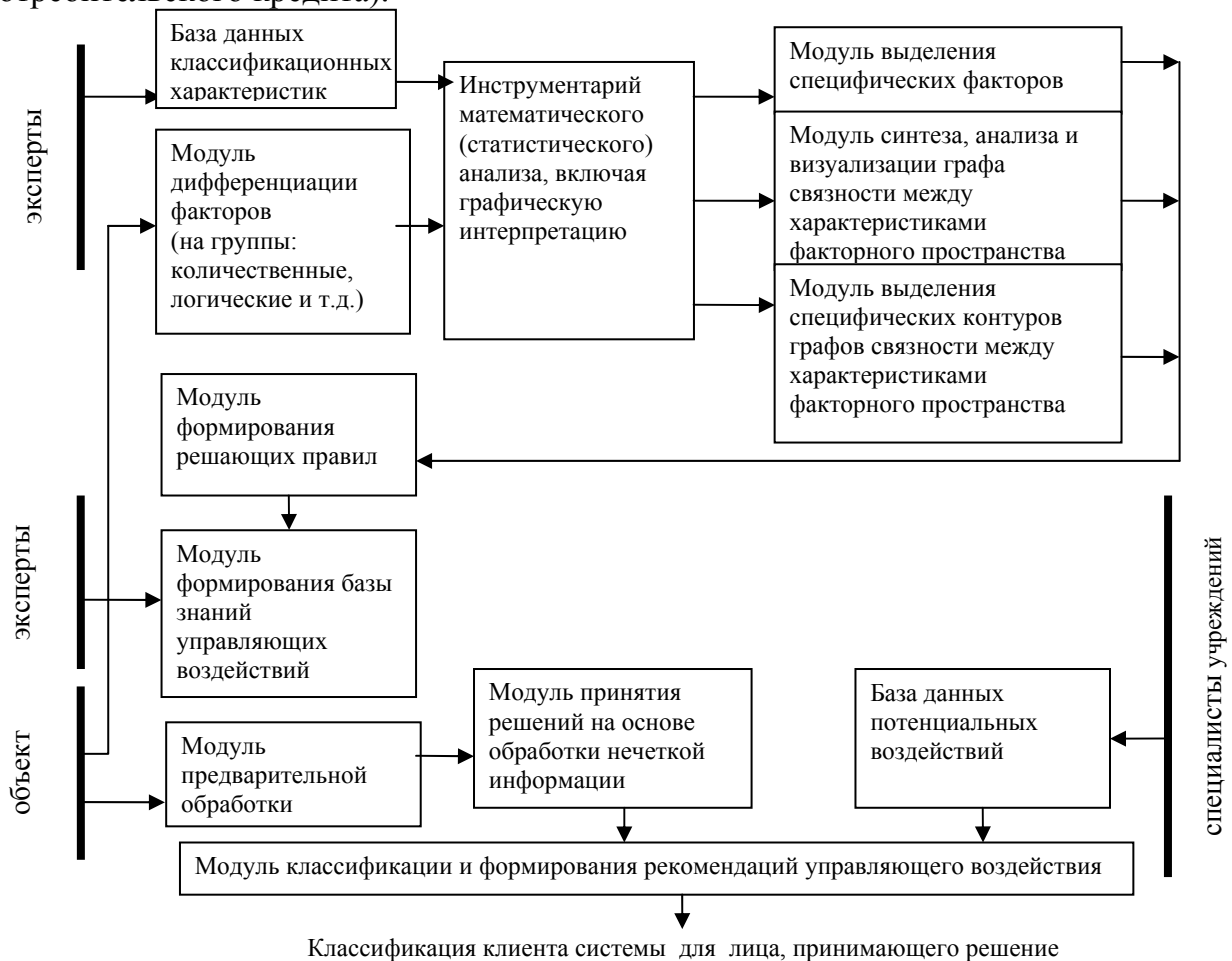 отребительского кредита).
База данных
классификационных
характеристик
Модуль
дифференциации
факторов
(на группы:
количественные,
логические и т.д.)
Инструментарий
математического
(статистического)
анализа, включая
графическую
интерпретацию
Модуль выделения
специфических факторов
Модуль синтеза, анализа и
визуализации графа
связности между
характеристиками
факторного пространства
Модуль выделения
специфических контуров
графов связности между
характеристиками
факторного пространства
эксперты
Модуль
формирования
решающих правил
эксперты
Модуль
формирования базы
знаний
управляющих
воздействий
объект
Модуль
предварительной
обработки
Модуль принятия
решений на основе
обработки нечеткой
информации
База данных
потенциальных
воздействий
специалисты учреждений
Модуль классификации и формирования рекомендаций управляющего воздействия
Классификация клиента системы для лица, принимающего решение